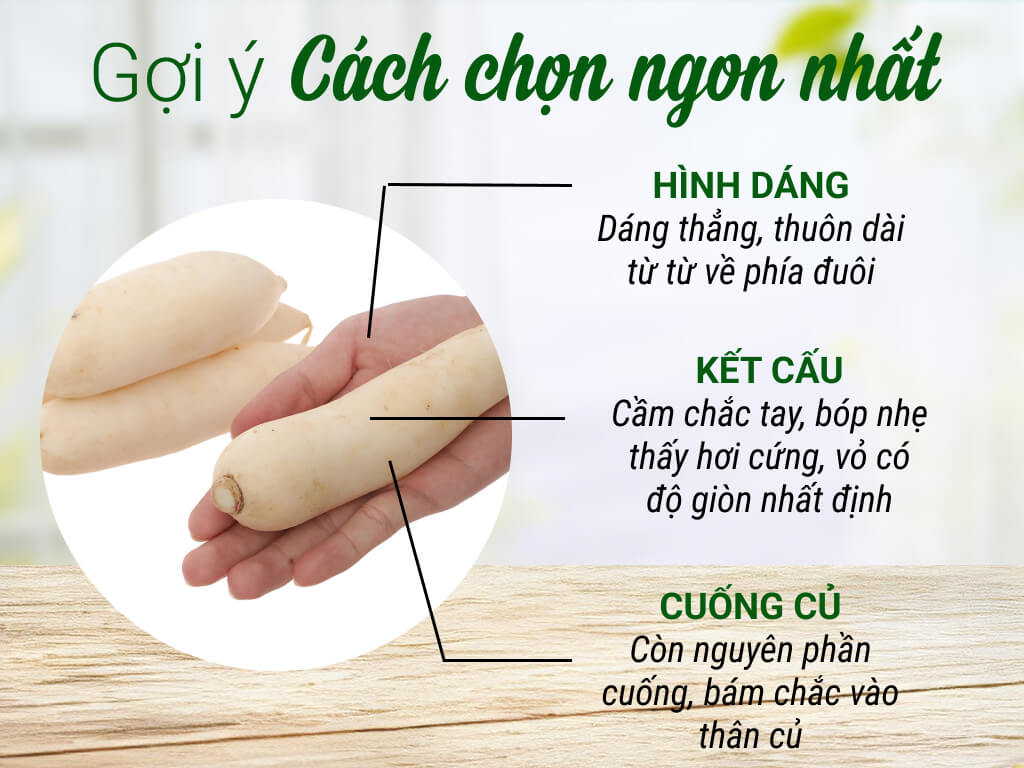 Gợi ý Cách chọn ngon nhất
HÌNH DÁNG
Dáng thẳng, thuôn dài
từ từ về phía đuôi
KẾT CẤU
Cầm chắc tay, bóp nhẹ
thấy hơi cứng, vỏ có
độ giòn nhất định
CUỐNG CỦ
Còn nguyên phần
cuống, bám chắc vào
thân củ